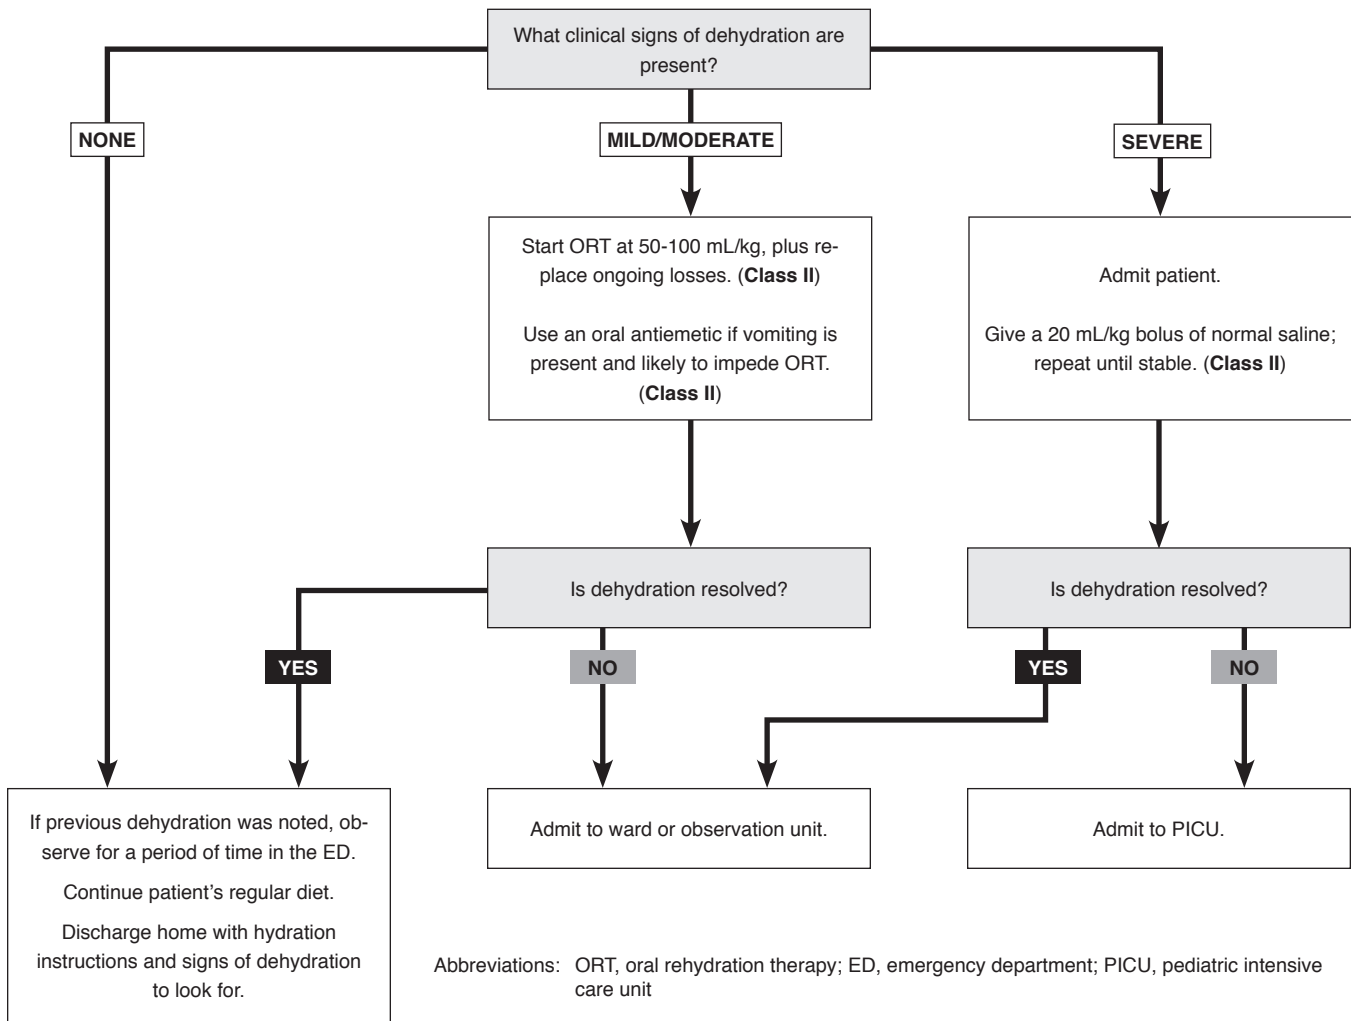 What clinical signs of dehydration are
present?
NONE
MILD/MODERATE
SEVERE
Start ORT at 50-100 mL/kg, plus re-
place ongoing losses. (Class II)
Use an oral antiemetic if vomiting is
present and likely to impede ORT.
(Class II)
Admit patient.
Give a 20 mL/kg bolus of normal saline;
repeat until stable. (Class II)
Is dehydration resolved?
Is dehydration resolved?
YES
NO
YES
NO
If previous dehydration was noted, ob-
serve for a period of time in the ED.
Continue patient’s regular diet.
Discharge home with hydration
instructions and signs of dehydration
to look for.
Admit to ward or observation unit.
Admit to PICU.
Abbreviations: ORT, oral rehydration therapy; ED, emergency department; PICU, pediatric intensive
care unit